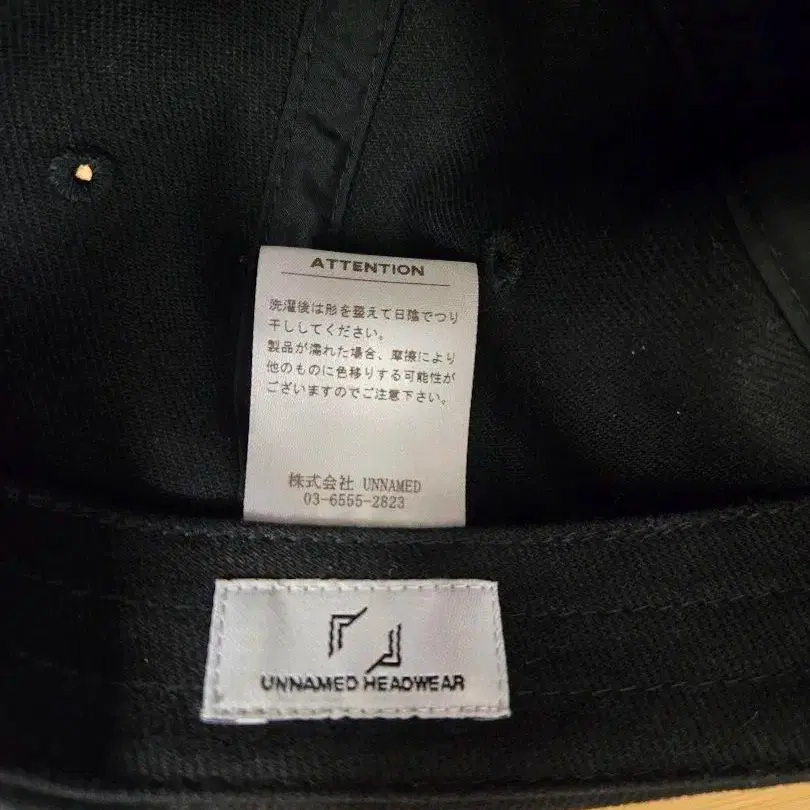 ATTENTION
洗濯後は形を整えて日陰でつり
干ししてください。
製品が濡れた場合、摩擦により
他のものに色移りする可能性が
ございますのでご注意下さい。
株式会社 UNNAMED
03-6555-2823
UNNAMED HEADWEAR